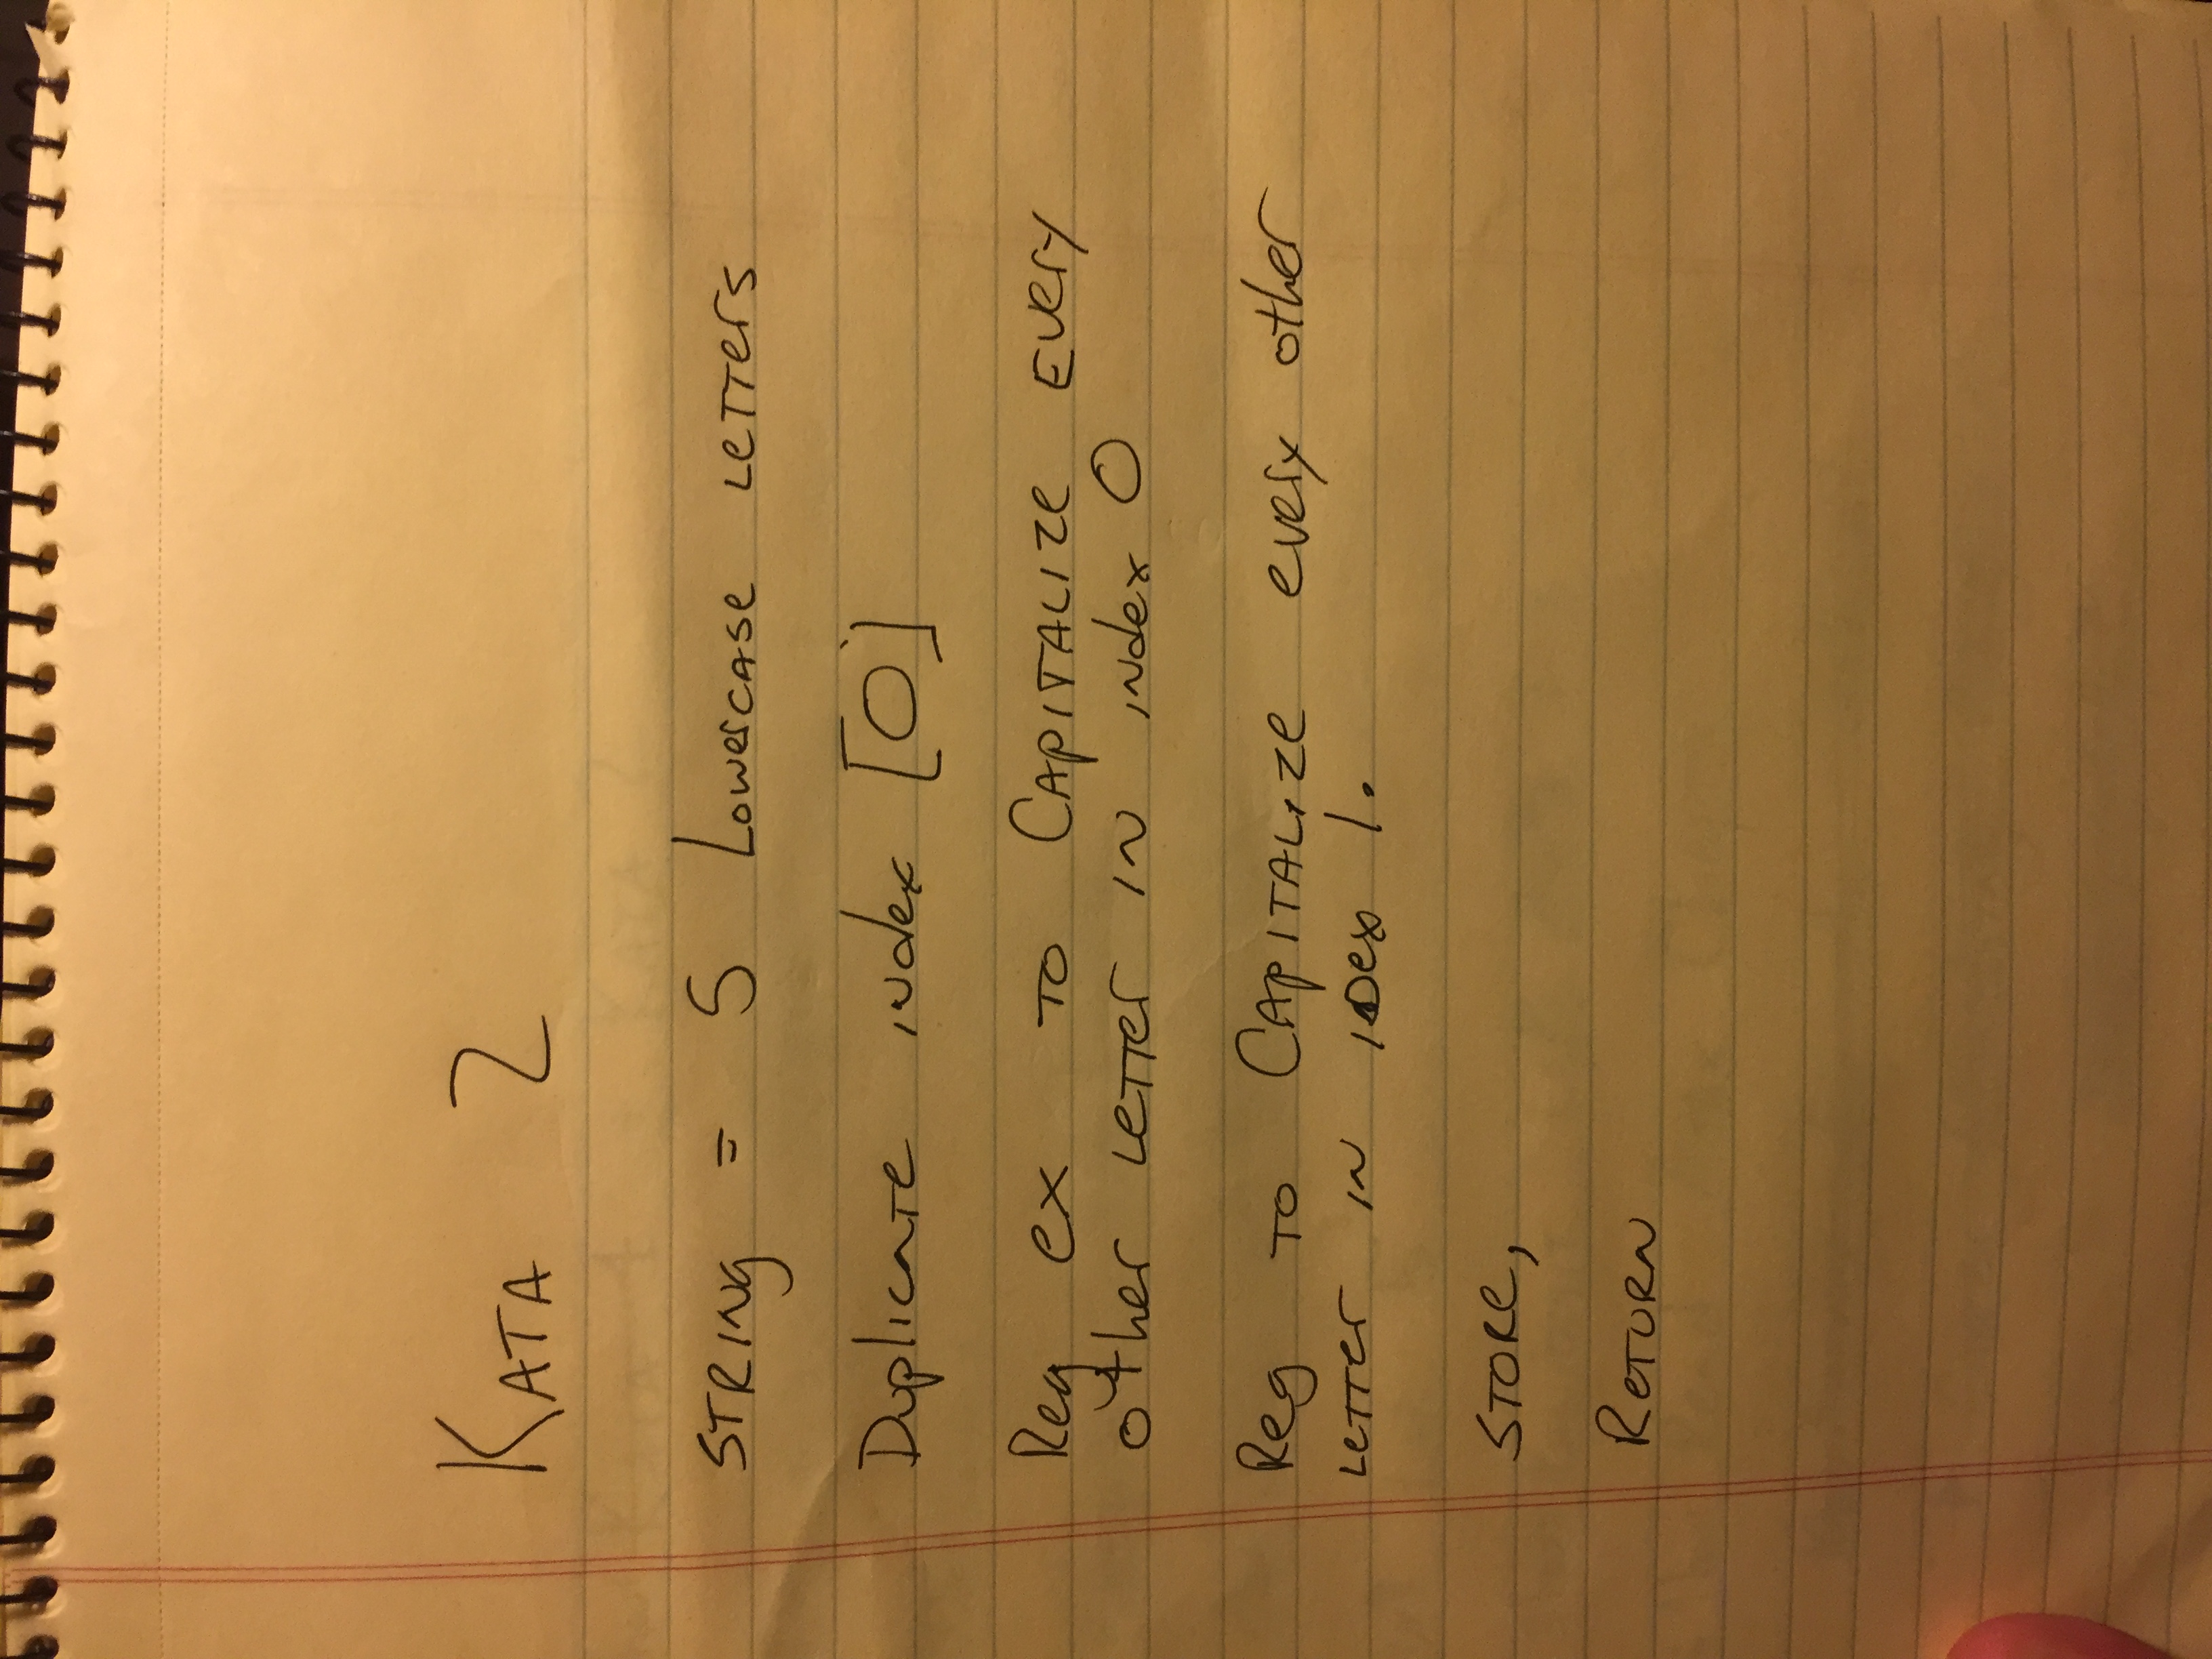 KATA 2
STRING = 5 Lowercase letters
Duplicate index [0]
Reg ex to Capitalize every
other letter in index 0
Reg to Capitalize every other
letter in idex 1.
STORE,
RETURN